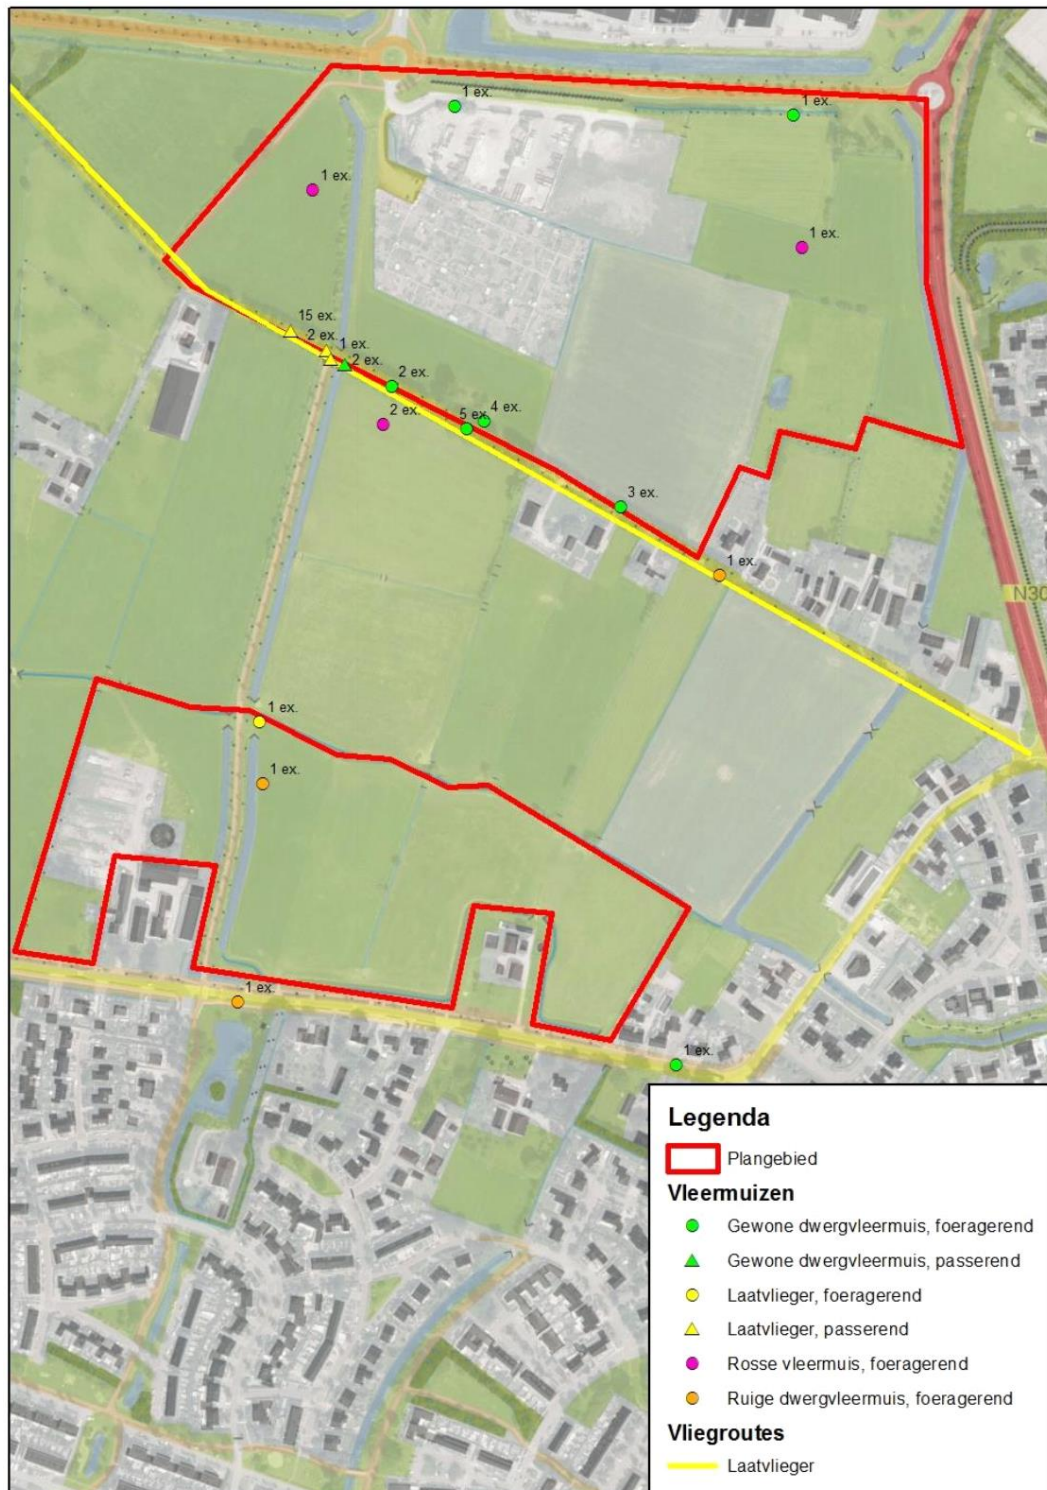 1 ex.
1 ex.
1 ex.
1 ex.
15 ex.
2 ex.
1 ex.
2 ex.
2 ex.
2 ex.
5 ex.
4 ex.
3 ex.
1 ex.
N30
1 ex.
1 ex.
1 ex.
1 ex.
Legenda
Plangebied
Vleermuizen
Gewone dwergvleermuis, foeragerend
Gewone dwergvleermuis, passerend
Laatvlieger, foeragerend
Laatvlieger, passerend
Rosse vleermuis, foeragerend
Ruige dwergvleermuis, foeragerend
Vliegroutes
Laatvlieger